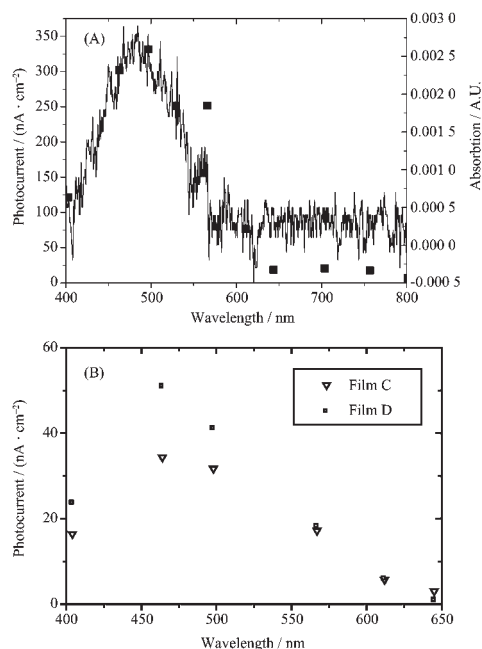 (A)
350
300
250
200
150
100
50
0
Photocurrent / (nA · cm⁻²)
0.003 0
0.002 5
0.002 0
0.001 5
0.001 0
0.000 5
0.000 0
-0.000 5
Absorbtion / A.U.
400 500 600 700 800
Wavelength / nm
(B)
60
40
20
0
Photocurrent / (nA · cm⁻²)
Film C
Film D
400 450 500 550 600 650
Wavelength / nm